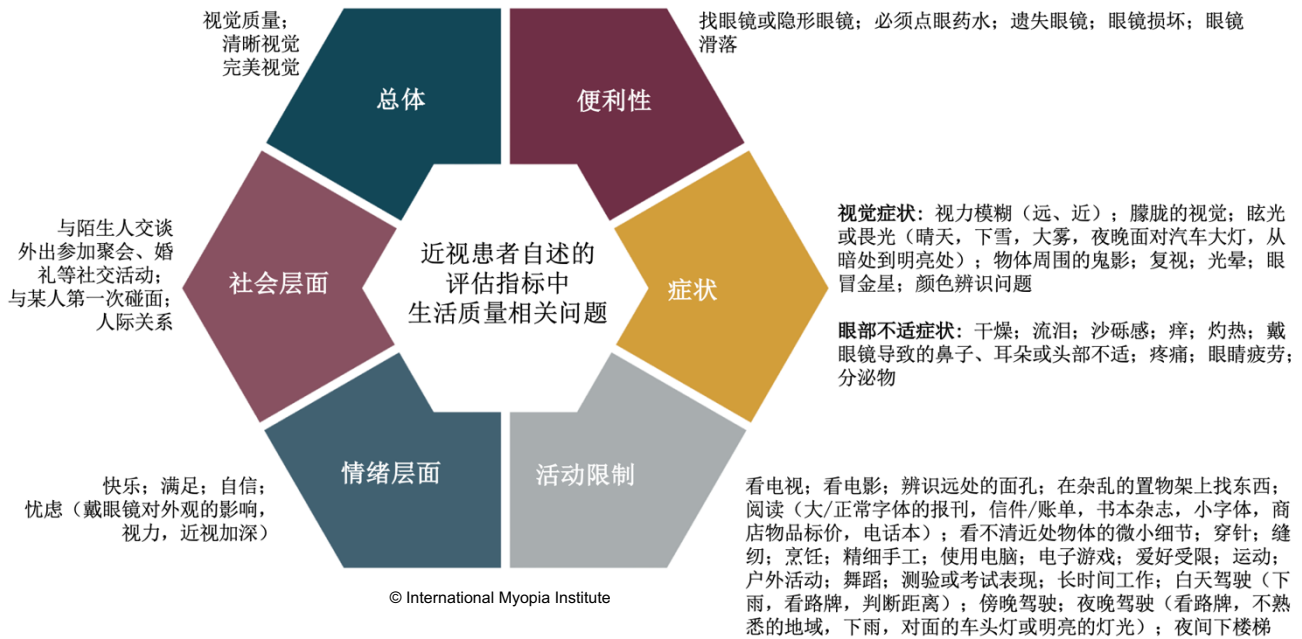 视觉质量；
清晰视觉
完美视觉
总体
便利性
找眼镜或隐形眼镜；必须点眼药水；遗失眼镜；眼镜损坏；眼镜
滑落
与陌生人交谈
外出参加聚会、婚
礼等社交活动；
与某人第一次碰面；
人际关系
社会层面
近视患者自述的
评估指标中
生活质量相关问题
症状
视觉症状：视力模糊（远、近）；朦胧的视觉；眩光
或畏光（晴天，下雪，大雾，夜晚面对汽车大灯，从
暗处到明亮处）；物体周围的鬼影；复视；光晕；眼
冒金星；颜色辨识问题
眼部不适症状：干燥；流泪；沙砾感；痒；灼热；戴
眼镜导致的鼻子、耳朵或头部不适；疼痛；眼睛疲劳；
分泌物
快乐；满足；自信；
忧虑（戴眼镜对外观的影响，
视力，近视加深）
情绪层面
活动限制
看电视；看电影；辨识远处的面孔；在杂乱的置物架上找东西；
阅读（大/正常字体的报刊，信件/账单，书本杂志，小字体，商
店物品标价，电话本）；看不清近处物体的微小细节；穿针；缝
纫；烹饪；精细手工；使用电脑；电子游戏；爱好受限；运动；
户外活动；舞蹈；测验或考试表现；长时间工作；白天驾驶（下
雨，看路牌，判断距离）；傍晚驾驶；夜晚驾驶（看路牌，不熟
悉的地域，下雨，对面的车头灯或明亮的灯光）；夜间下楼梯
© International Myopia Institute